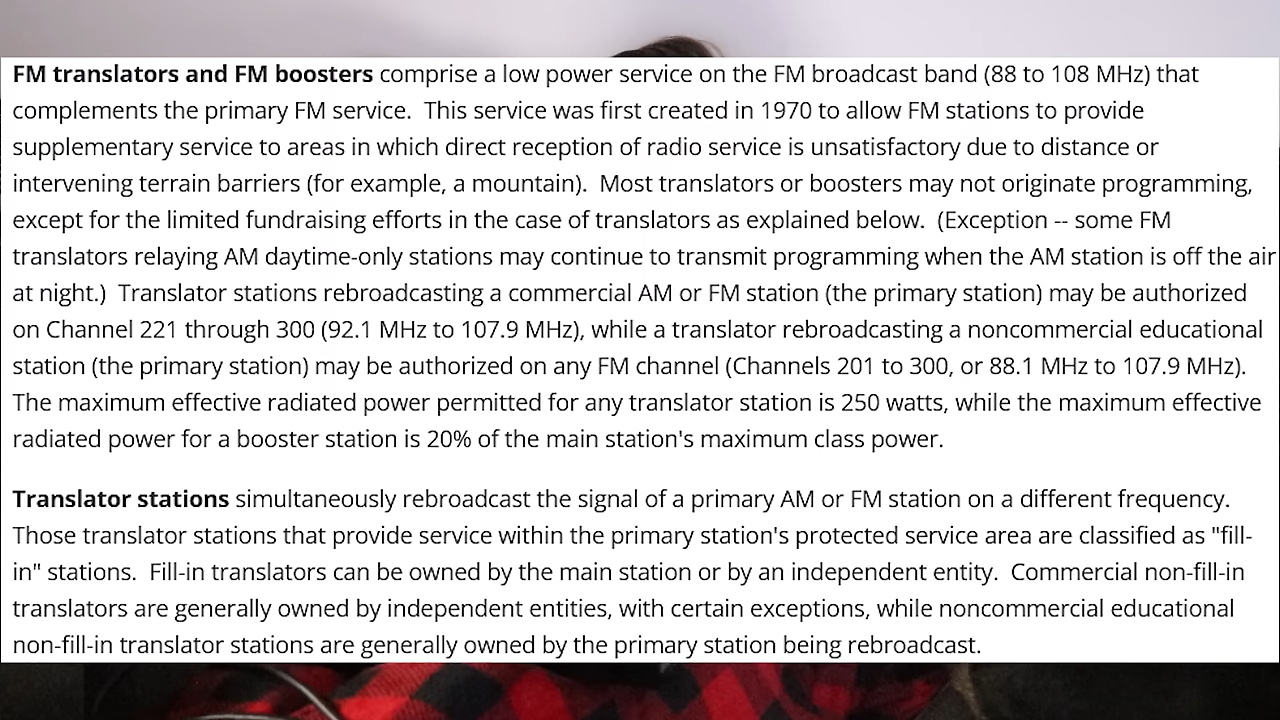 FM translators and FM boosters comprise a low power service on the FM broadcast band (88 to 108 MHz) that
complements the primary FM service.  This service was first created in 1970 to allow FM stations to provide
supplementary service to areas in which direct reception of radio service is unsatisfactory due to distance or
intervening terrain barriers (for example, a mountain).  Most translators or boosters may not originate programming,
except for the limited fundraising efforts in the case of translators as explained below.  (Exception -- some FM
translators relaying AM daytime-only stations may continue to transmit programming when the AM station is off the air
at night.)  Translator stations rebroadcasting a commercial AM or FM station (the primary station) may be authorized
on Channel 221 through 300 (92.1 MHz to 107.9 MHz), while a translator rebroadcasting a noncommercial educational
station (the primary station) may be authorized on any FM channel (Channels 201 to 300, or 88.1 MHz to 107.9 MHz).
The maximum effective radiated power permitted for any translator station is 250 watts, while the maximum effective
radiated power for a booster station is 20% of the main station's maximum class power.
Translator stations simultaneously rebroadcast the signal of a primary AM or FM station on a different frequency.
Those translator stations that provide service within the primary station's protected service area are classified as "fill-
in" stations.  Fill-in translators can be owned by the main station or by an independent entity.  Commercial non-fill-in
translators are generally owned by independent entities, with certain exceptions, while noncommercial educational
non-fill-in translator stations are generally owned by the primary station being rebroadcast.